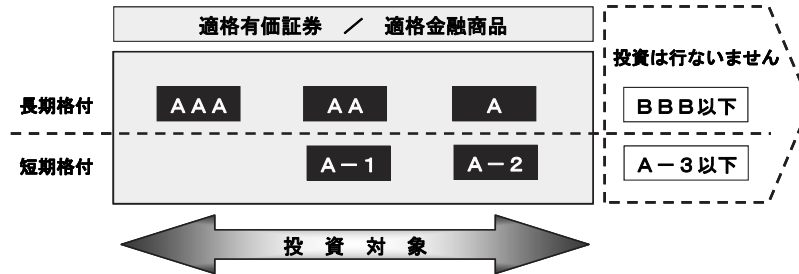 適格有価証券 ／ 適格金融商品
投資は行ないません
長期格付 ＡＡＡ ＡＡ Ａ ＢＢＢ以下
短期格付 Ａ－１ Ａ－２ Ａ－３以下
投資対象